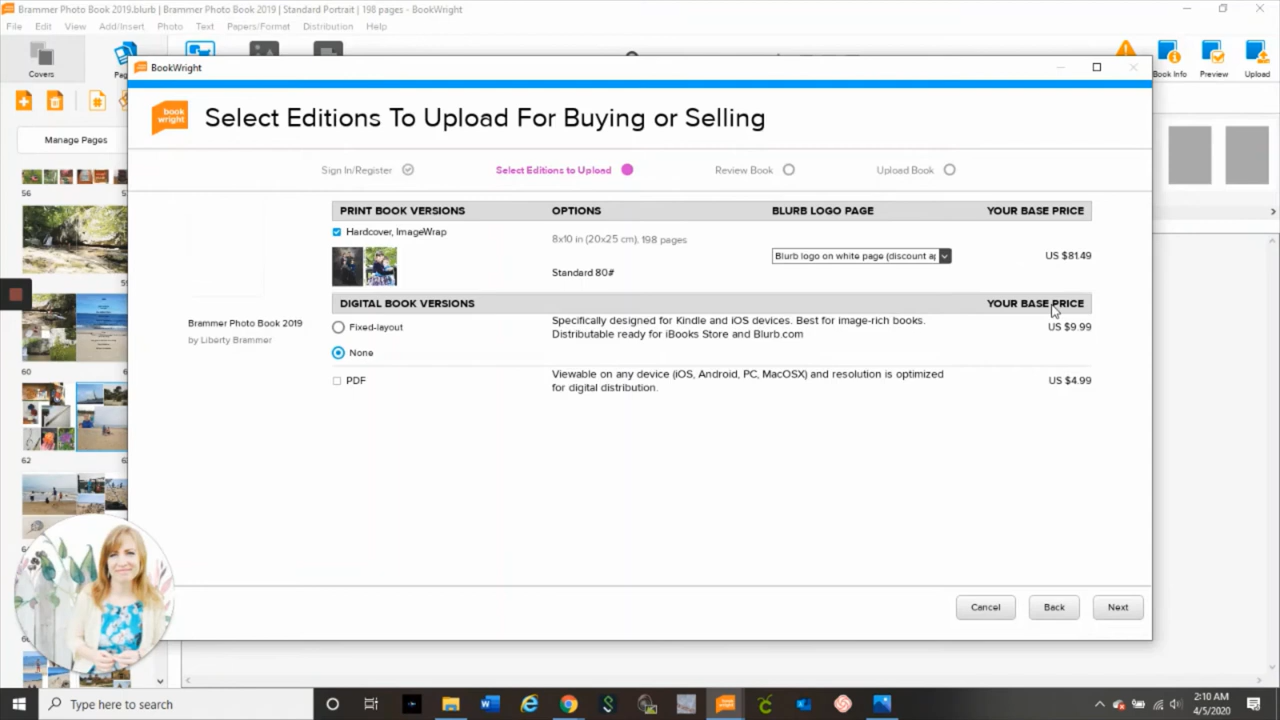 Brammer Photo Book 2019.blurb | Brammer Photo Book 2019 | Standard Portrait | 198 pages - BookWright
File Edit View Add/Insert Photo Text Papers/Format Distribution Help
Covers
Book Info Preview Upload
BookWright
book
wright
Select Editions To Upload For Buying or Selling
Manage Pages
Sign In/Register Select Editions to Upload Review Book Upload Book
56
PRINT BOOK VERSIONS OPTIONS BLURB LOGO PAGE YOUR BASE PRICE
Hardcover, ImageWrap
8x10 in (20x25 cm), 198 pages
Blurb logo on white page (discount a
US $81.49
Standard 80#
DIGITAL BOOK VERSIONS YOUR BASE PRICE
Brammer Photo Book 2019
by Liberty Brammer
Fixed-layout
Specifically designed for Kindle and iOS devices. Best for image-rich books.
Distributable ready for iBooks Store and Blurb.com
US $9.99
None
60
PDF
Viewable on any device (iOS, Android, PC, MacOSX) and resolution is optimized
for digital distribution.
US $4.99
62
Cancel Back Next
Type here to search
2:10 AM
4/5/2020